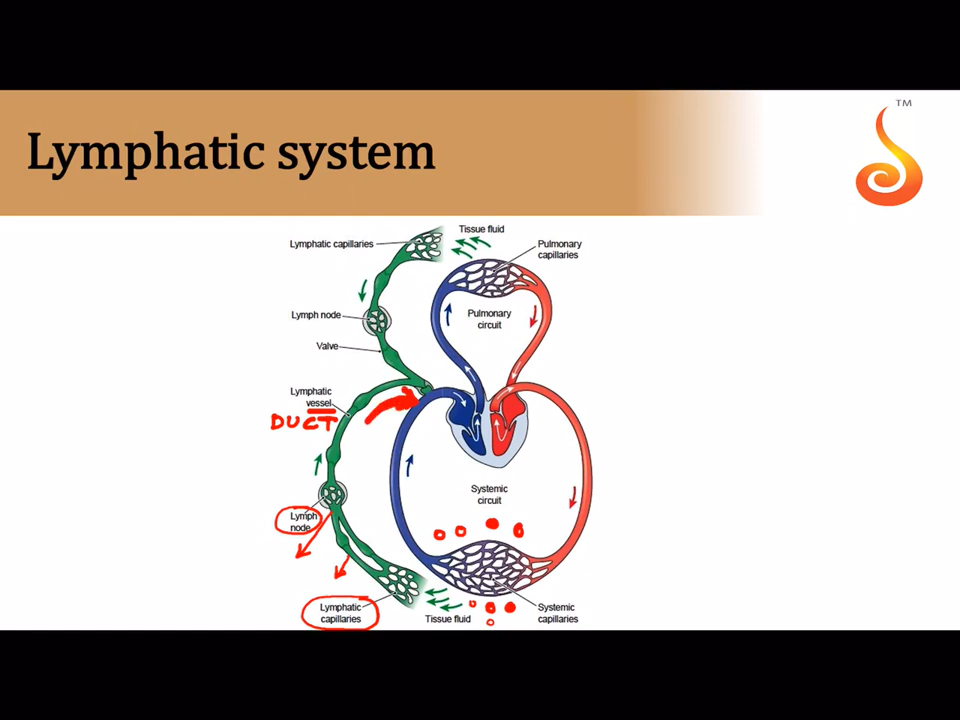 Lymphatic system
TM
Tissue fluid
Lymphatic capillaries
Pulmonary
capillaries
Lymph node
Pulmonary
circuit
Valve
Lymphatic
vessel
DUCT
Systemic
circuit
Lymph
node
Lymphatic
capillaries
Tissue fluid
Systemic
capillaries